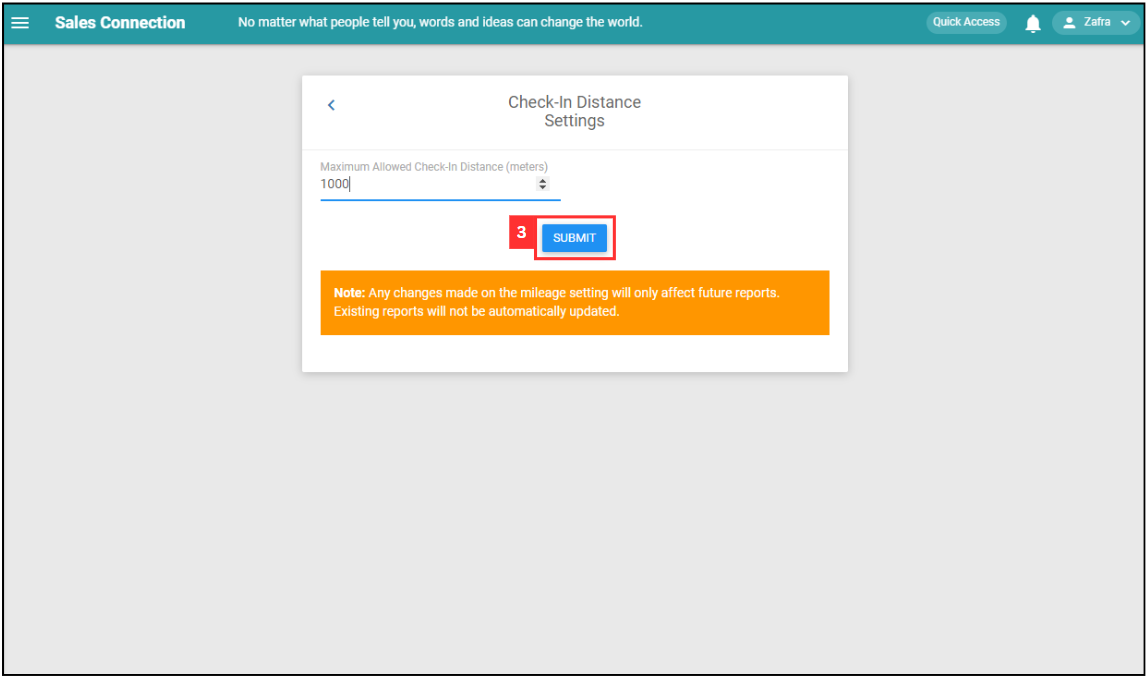 Sales Connection
No matter what people tell you, words and ideas can change the world.
Quick Access
Zafra
Check-In Distance
Settings
Maximum Allowed Check-In Distance (meters)
1000
3
SUBMIT
Note: Any changes made on the mileage setting will only affect future reports.
Existing reports will not be automatically updated.